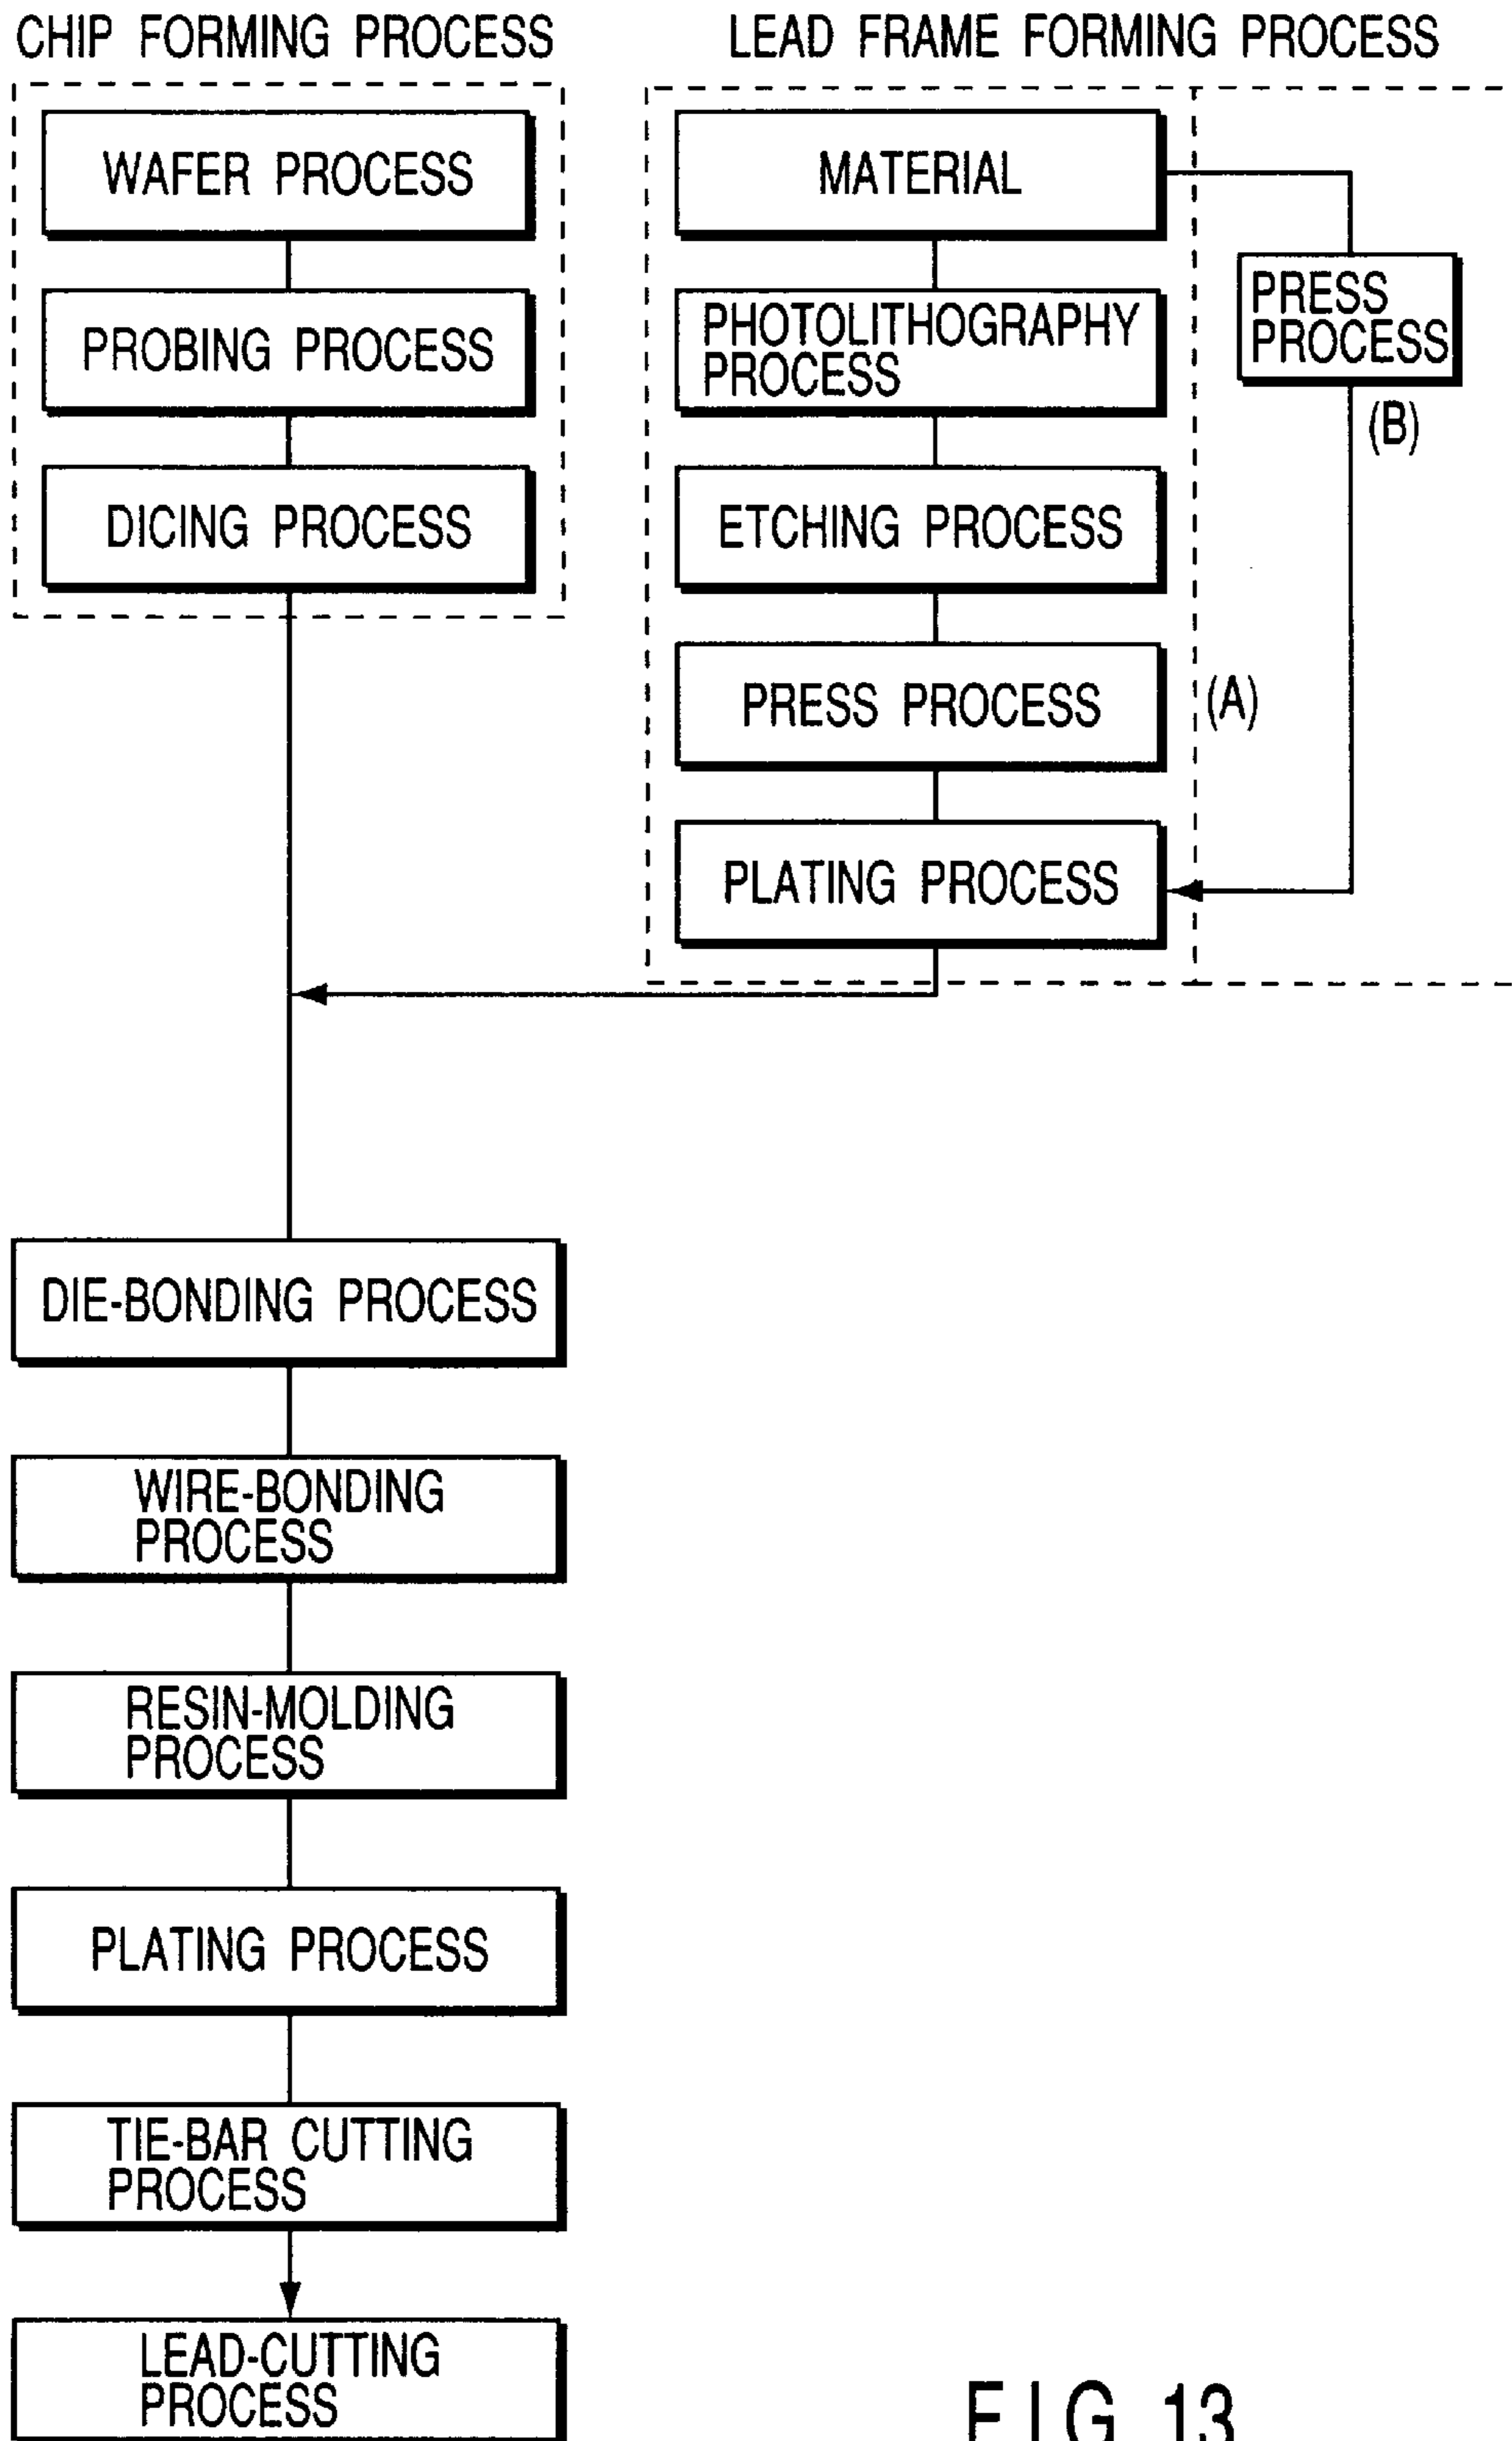 CHIP FORMING PROCESS
WAFER PROCESS
PROBING PROCESS
DICING PROCESS
LEAD FRAME FORMING PROCESS
MATERIAL
PHOTOLITHOGRAPHY
PROCESS
ETCHING PROCESS
PRESS PROCESS
PLATING PROCESS
(A)
PRESS
PROCESS
(B)
DIE-BONDING PROCESS
WIRE-BONDING
PROCESS
RESIN-MOLDING
PROCESS
PLATING PROCESS
TIE-BAR CUTTING
PROCESS
LEAD-CUTTING
PROCESS
FIG 13